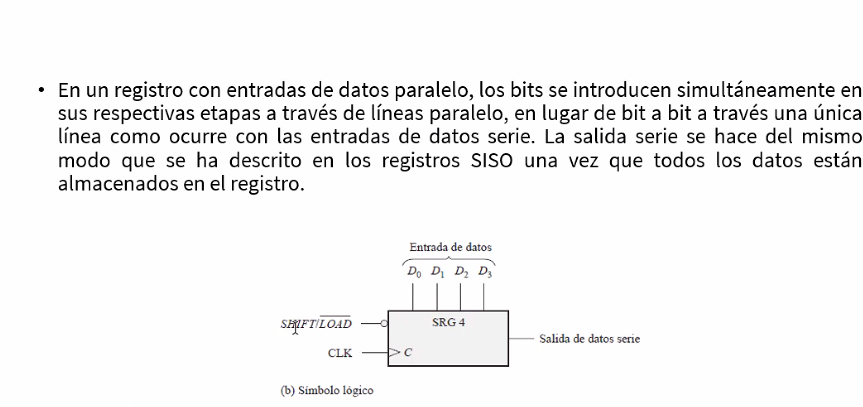 • En un registro con entradas de datos paralelo, los bits se introducen simultáneamente en
sus respectivas etapas a través de líneas paralelo, en lugar de bit a bit a través una única
línea como ocurre con las entradas de datos serie. La salida serie se hace del mismo
modo que se ha descrito en los registros SISO una vez que todos los datos están
almacenados en el registro.
Entrada de datos
D₀ D₁ D₂ D₃
SHIFT/L̅O̅A̅D̅
SRG 4
Salida de datos serie
CLK
C
(b) Símbolo lógico